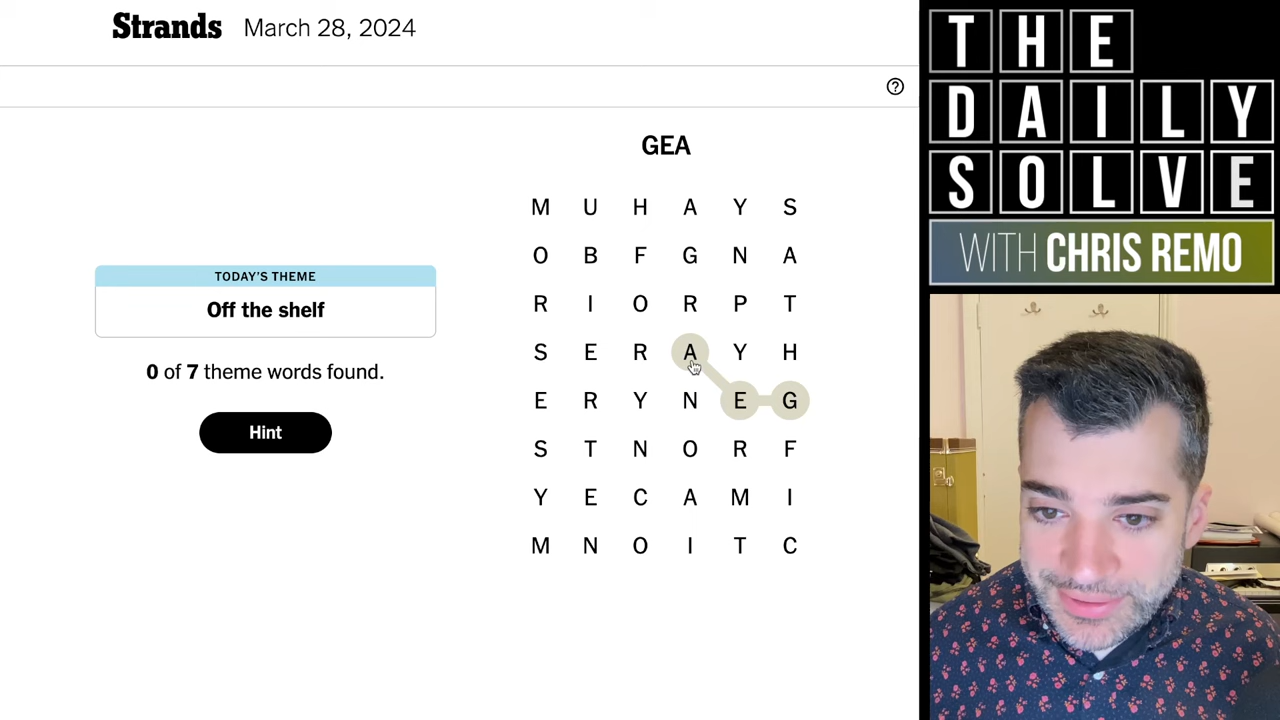 Strands March 28, 2024
?
TODAY'S THEME
Off the shelf
0 of 7 theme words found.
Hint
GEA
M U H A Y S
O B F G N A
R I O R P T
S E R A Y H
E R Y N E G
S T N O R F
Y E C A M I
M N O I T C
THE
DAILY
SOLVE
WITH CHRIS REMO